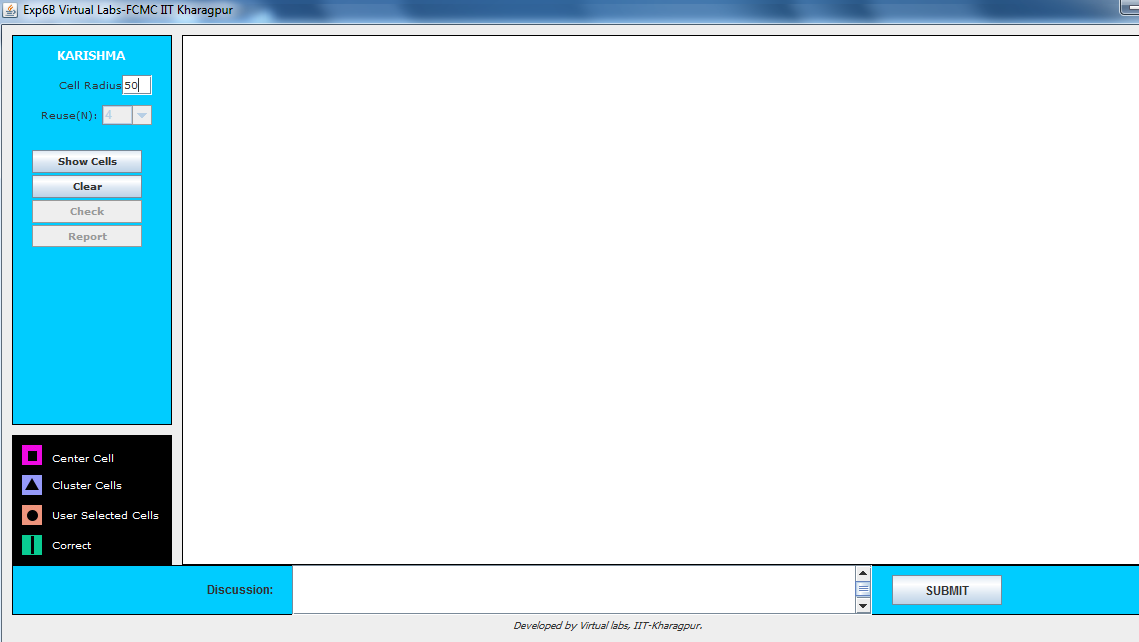 Exp6B Virtual Labs-FCMC IIT Kharagpur
KARISHMA
Cell Radius 50
Reuse(N): 4
Show Cells
Clear
Check
Report
Center Cell
Cluster Cells
User Selected Cells
Correct
Discussion:
SUBMIT
Developed by Virtual labs, IIT-Kharagpur.